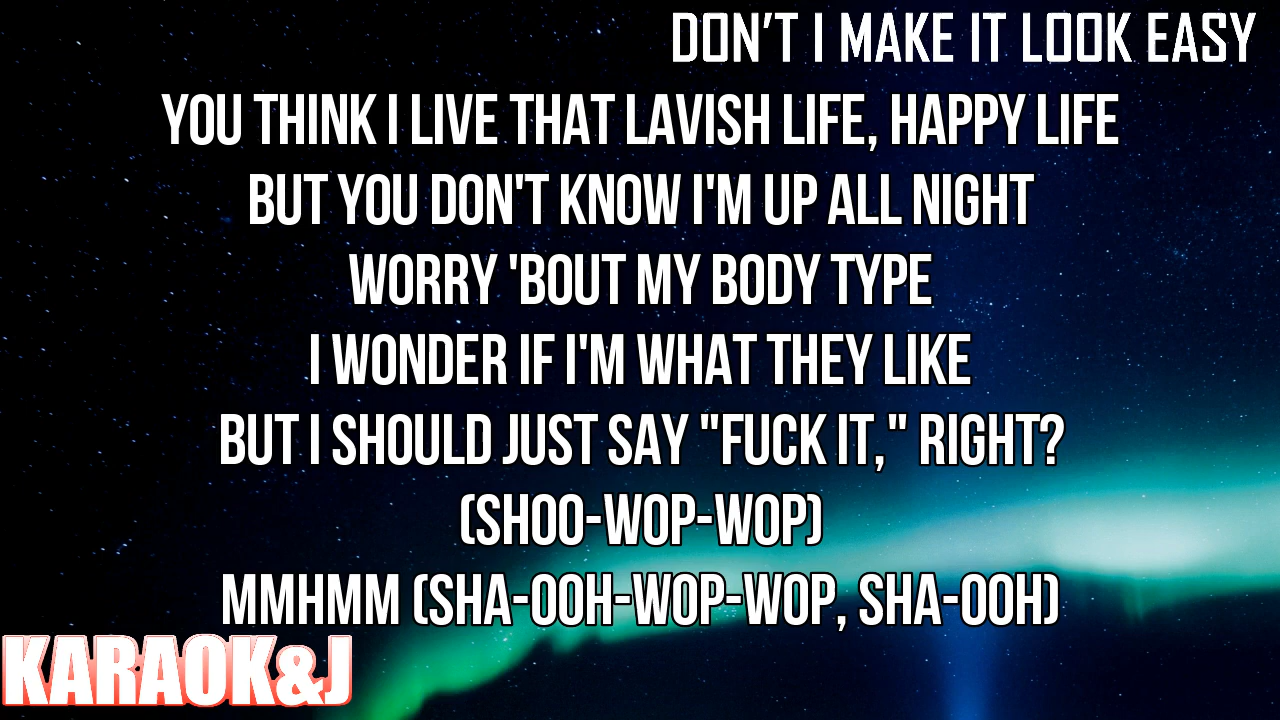 DON'T I MAKE IT LOOK EASY
YOU THINK I LIVE THAT LAVISH LIFE, HAPPY LIFE
BUT YOU DON'T KNOW I'M UP ALL NIGHT
WORRY 'BOUT MY BODY TYPE
I WONDER IF I'M WHAT THEY LIKE
BUT I SHOULD JUST SAY "FUCK IT," RIGHT?
(SHOO-WOP-WOP)
MMHMM (SHA-OOH-WOP-WOP, SHA-OOH)
KARAOK&J